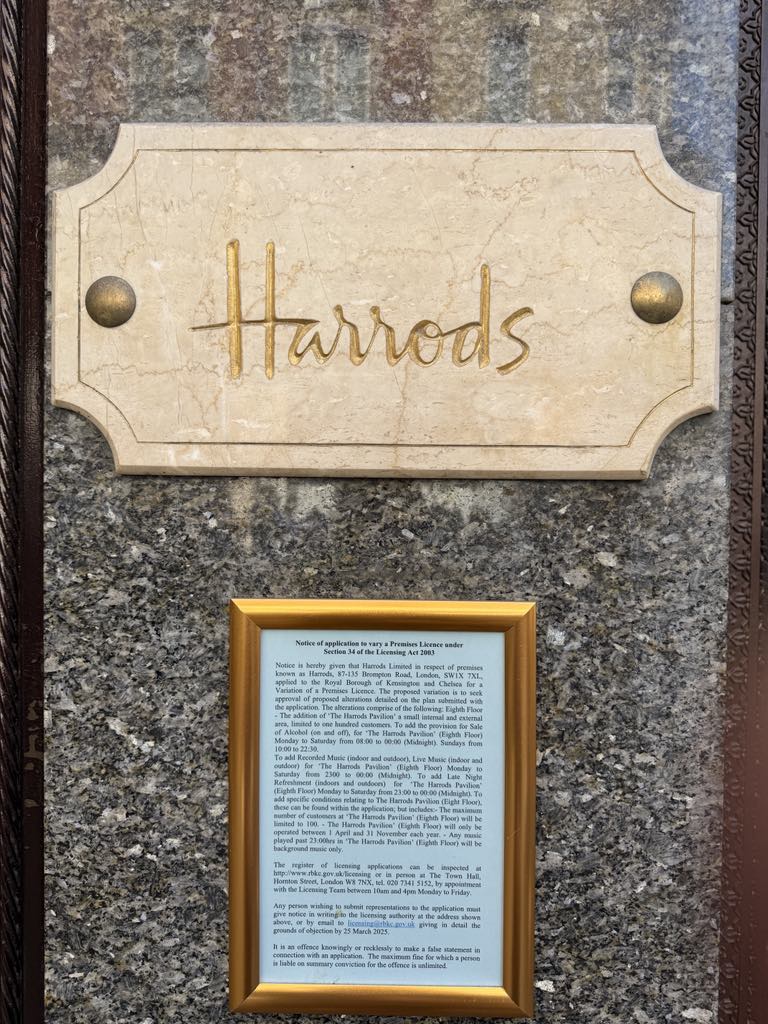 Harrods
Notice of application to vary a Premises Licence under
Section 34 of the Licensing Act 2003
Notice is hereby given that Harrods Limited in respect of premises
known as Harrods, 87-135 Brompton Road, London, SW1X 7XL,
applied to the Royal Borough of Kensington and Chelsea for a
Variation of a Premises Licence. The proposed variation is to seek
approval of proposed alterations detailed on the plan submitted with
the application. The alterations comprise of the following: Eighth Floor
- The addition of 'The Harrods Pavilion' a small internal and external
area, limited to one hundred customers. To add the provision for Sale
of Alcohol (on and off), for 'The Harrods Pavilion' (Eighth Floor)
Monday to Saturday from 08:00 to 00:00 (Midnight). Sundays from
10:00 to 22:30.
To add Recorded Music (indoor and outdoor), Live Music (indoor and
outdoor) for 'The Harrods Pavilion' (Eighth Floor) Monday to
Saturday from 2300 to 00:00 (Midnight). To add Late Night
Refreshment (indoors and outdoors) for 'The Harrods Pavilion'
(Eighth Floor) Monday to Saturday from 23:00 to 00:00 (Midnight). To
add specific conditions relating to The Harrods Pavilion (Eight Floor),
these can be found within the application; but includes:- The maximum
number of customers at 'The Harrods Pavilion' (Eighth Floor) will be
limited to 100. - The Harrods Pavilion' (Eighth Floor) will only be
operated between 1 April and 31 November each year. - Any music
played past 23:00hrs in 'The Harrods Pavilion' (Eighth Floor) will be
background music only.
The register of licensing applications can be inspected at
http://www.rbkc.gov.uk/licensing or in person at The Town Hall,
Hornton Street, London W8 7NX, tel. 020 7341 5152, by appointment
with the Licensing Team between 10am and 4pm Monday to Friday.
Any person wishing to submit representations to the application must
give notice in writing to the licensing authority at the address shown
above, or by email to licensing@rbkc.gov.uk giving in detail the
grounds of objection by 25 March 2025.
It is an offence knowingly or recklessly to make a false statement in
connection with an application. The maximum fine for which a person
is liable on summary conviction for the offence is unlimited.